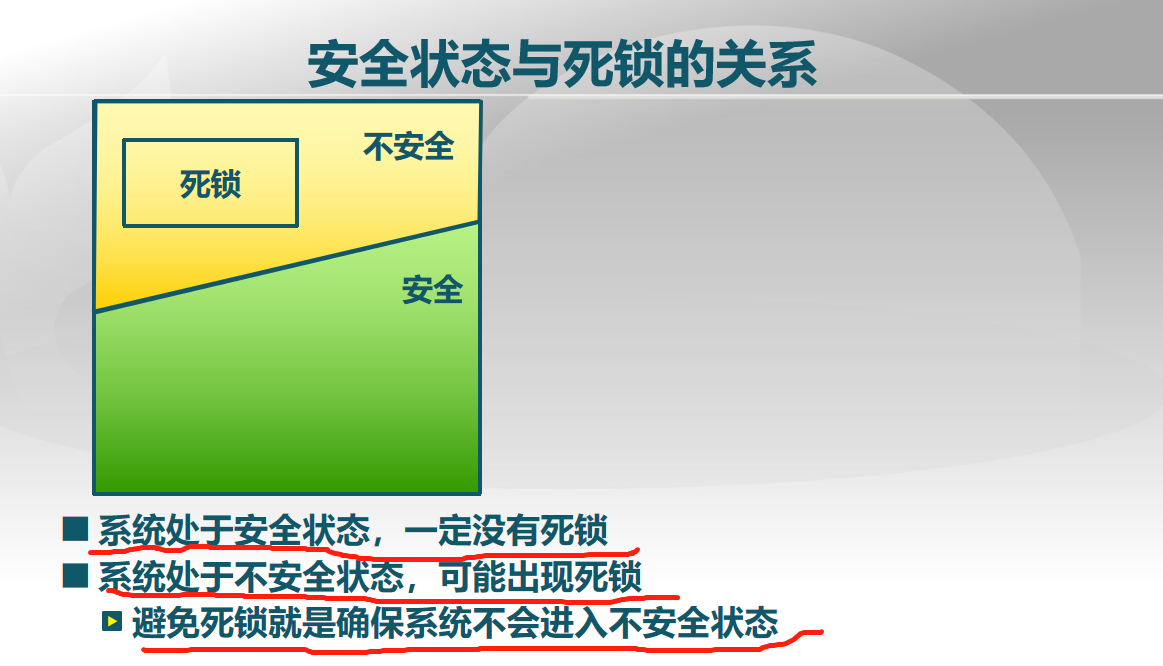 安全状态与死锁的关系
不安全
死锁
安全
系统处于安全状态，一定没有死锁
系统处于不安全状态，可能出现死锁
避免死锁就是确保系统不会进入不安全状态